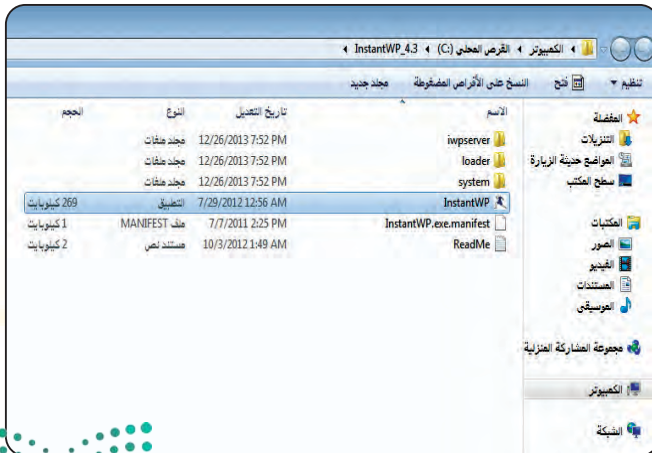 الكمبيوتر ◂ القرص المحلي (C:) ◂ InstantWP_4.3 ◂
تنظيم ▾ فتح النسخ على الأقراص المضغوطة مجلد جديد
المفضلة
التنزيلات
المواضع حديثة الزيارة
سطح المكتب
المكتبات
الصور
الفيديو
المستندات
الموسيقى
مجموعة المشاركة المنزلية
الكمبيوتر
الشبكة
الاسم تاريخ التعديل النوع الحجم
iwpserver 12/26/2013 7:52 PM مجلد ملفات
loader 12/26/2013 7:52 PM مجلد ملفات
system 12/26/2013 7:52 PM مجلد ملفات
InstantWP 7/29/2012 12:56 AM التطبيق 269 كيلوبايت
InstantWP.exe.manifest 7/7/2011 2:25 PM ملف MANIFEST 1 كيلوبايت
ReadMe 10/3/2012 1:49 AM مستند نص 2 كيلوبايت